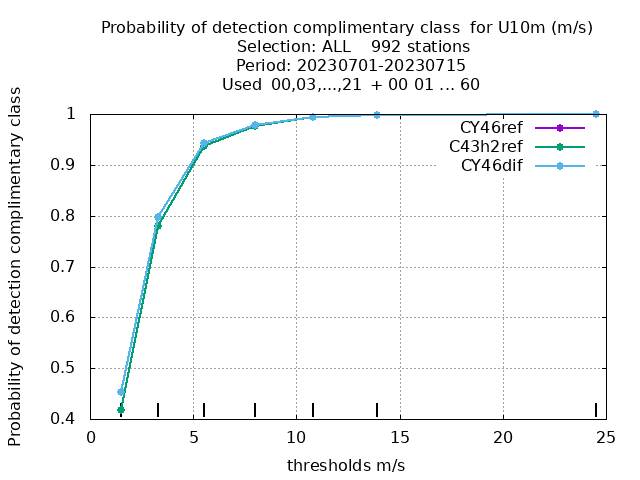 Probability of detection complimentary class  for U10m (m/s)
Selection: ALL    992 stations
Period: 20230701-20230715
Used  00,03,...,21  + 00 01 ... 60
Probability of detection complimentary class
1
0.9
0.8
0.7
0.6
0.5
0.4
CY46ref
C43h2ref
CY46dif
0 5 10 15 20 25
thresholds m/s